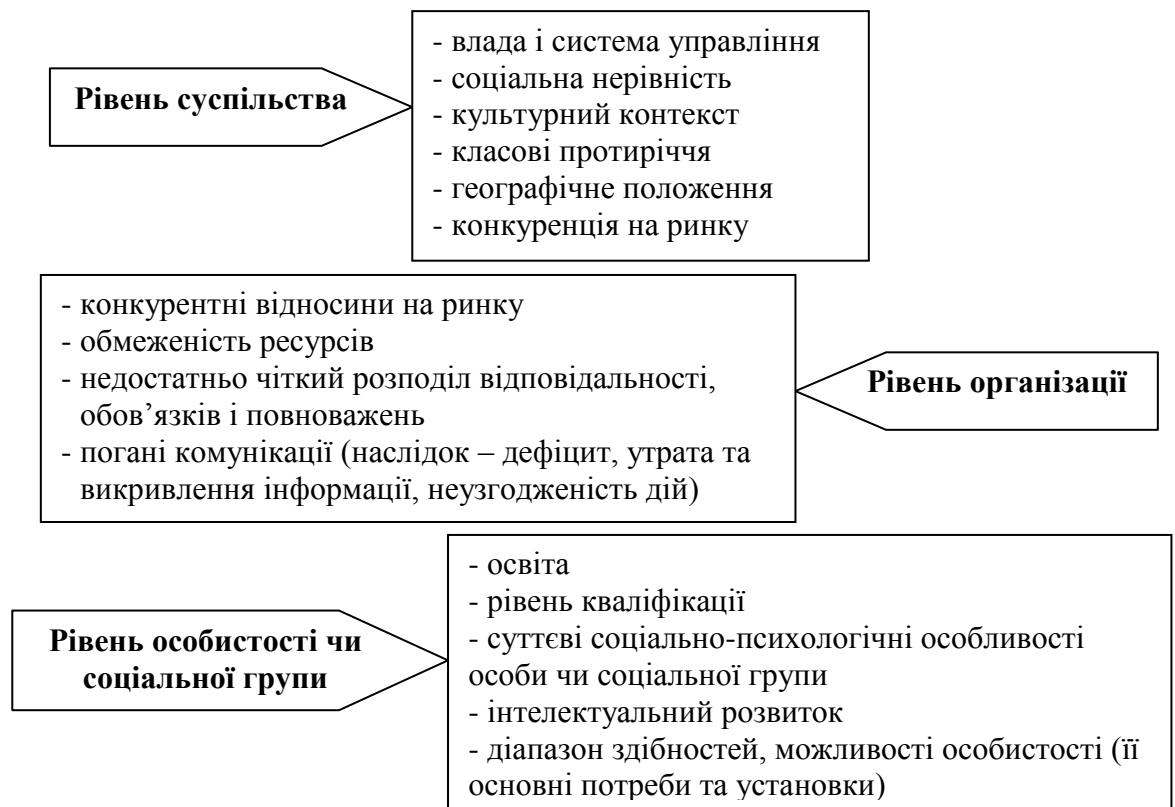 Рівень суспільства
- влада і система управління
- соціальна нерівність
- культурний контекст
- класові протиріччя
- географічне положення
- конкуренція на ринку
- конкурентні відносини на ринку
- обмеженість ресурсів
- недостатньо чіткий розподіл відповідальності,
обов’язків і повноважень
- погані комунікації (наслідок – дефіцит, утрата та
викривлення інформації, неузгодженість дій)
Рівень організації
Рівень особистості чи
соціальної групи
- освіта
- рівень кваліфікації
- суттєві соціально-психологічні особливості
особи чи соціальної групи
- інтелектуальний розвиток
- діапазон здібностей, можливості особистості (її
основні потреби та установки)